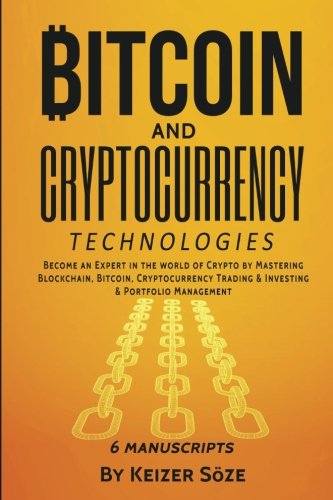 BITCOIN
AND
CRYPTOCURRENCY
TECHNOLOGIES
Become an Expert in the world of Crypto by Mastering
Blockchain, Bitcoin, Cryptocurrency Trading & Investing
& Portfolio Management
6 MANUSCRIPTS
By Keizer Söze